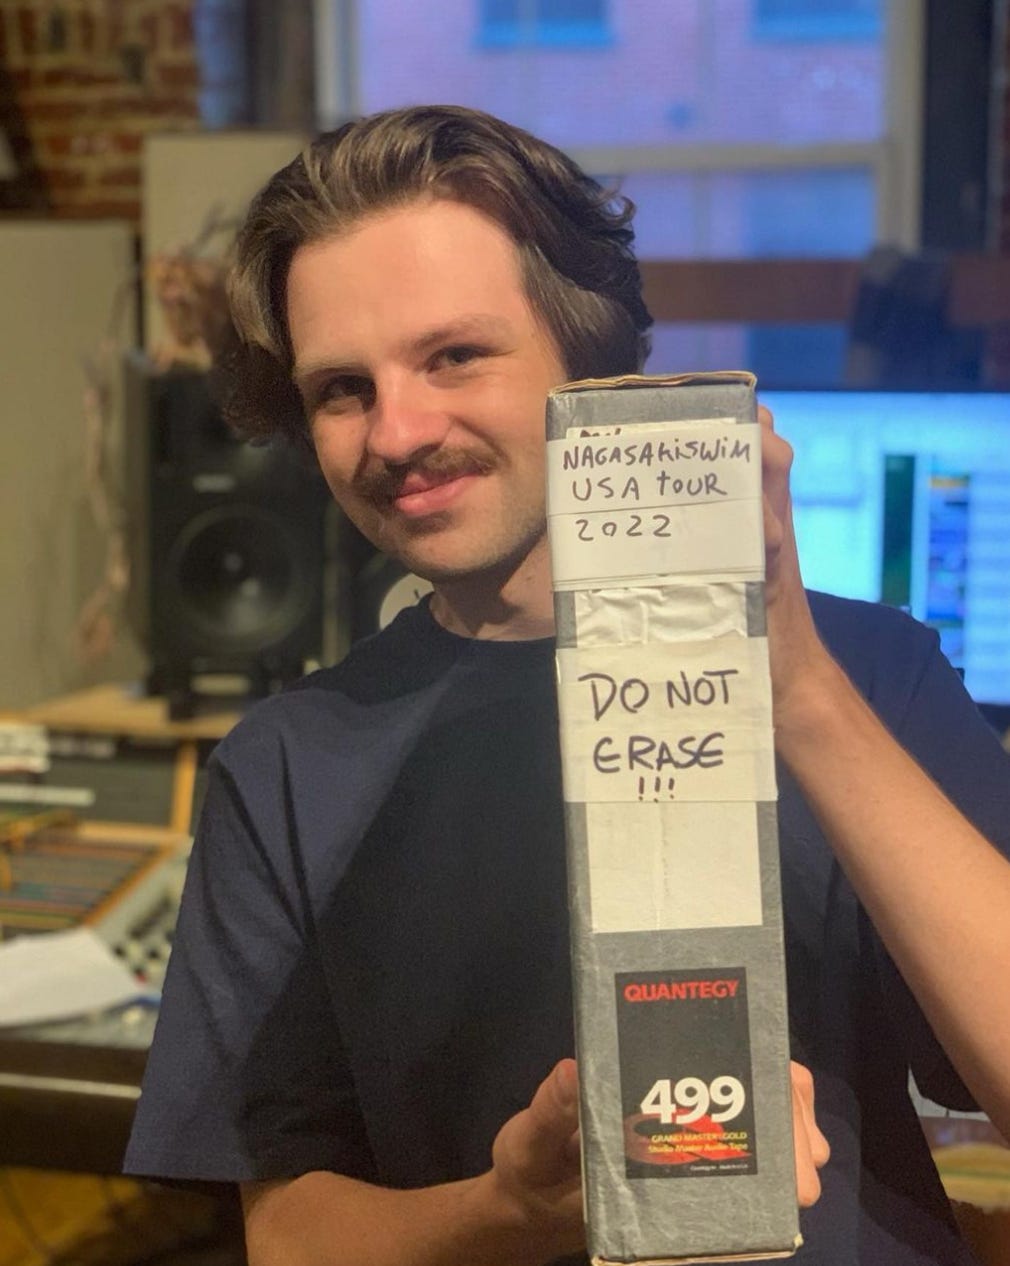 NAGASAKiSWiM
USA tOUR
2022
DO NOT
ERASE
!!!
QUANTEGY
499
GRAND MASTER GOLD
Studio Master Audio Tape